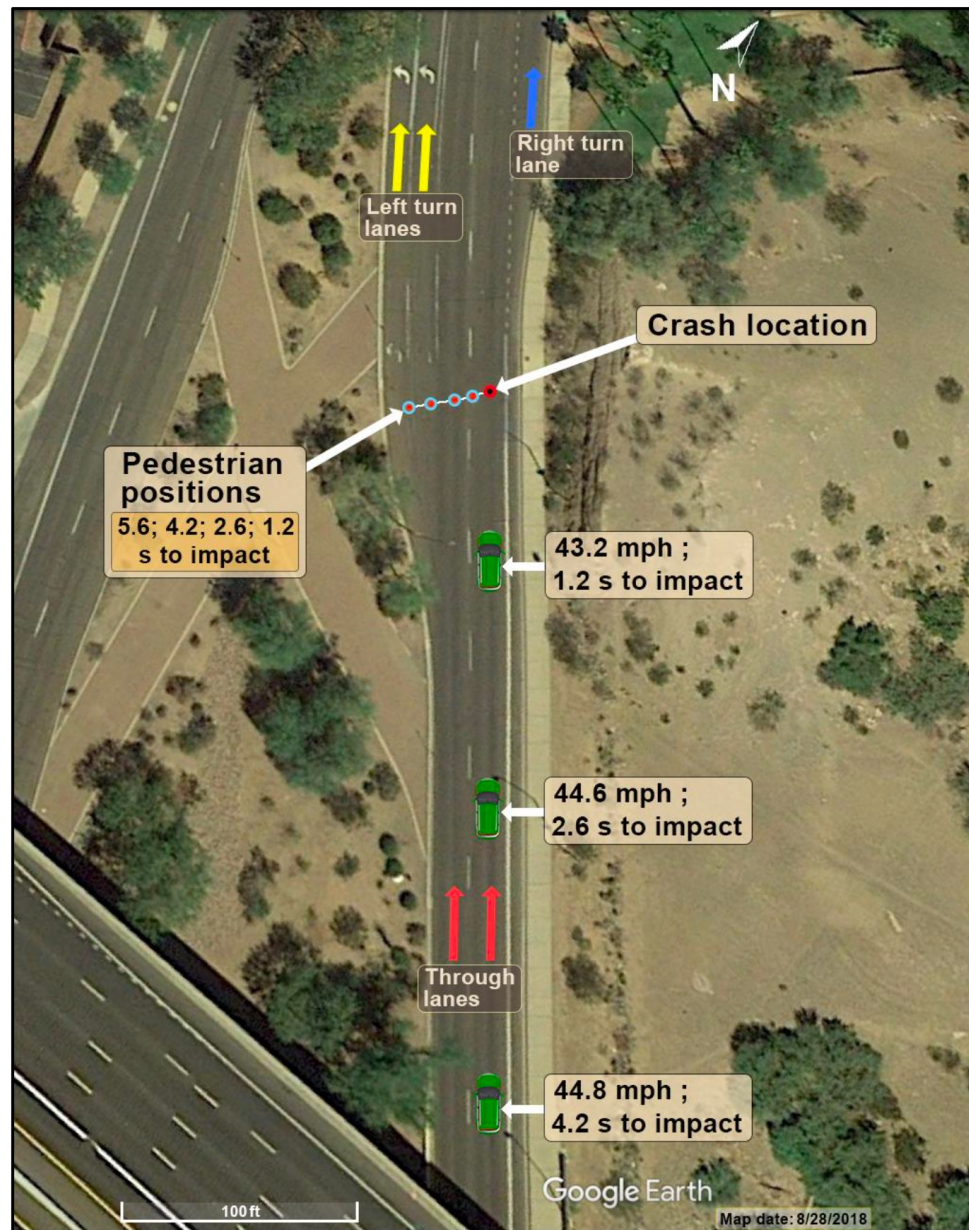 N
Right turn
lane
Left turn
lanes
Crash location
Pedestrian
positions
5.6; 4.2; 2.6; 1.2
s to impact
43.2 mph ;
1.2 s to impact
44.6 mph ;
2.6 s to impact
Through
lanes
44.8 mph ;
4.2 s to impact
100 ft
Google Earth
Map date: 8/28/2018